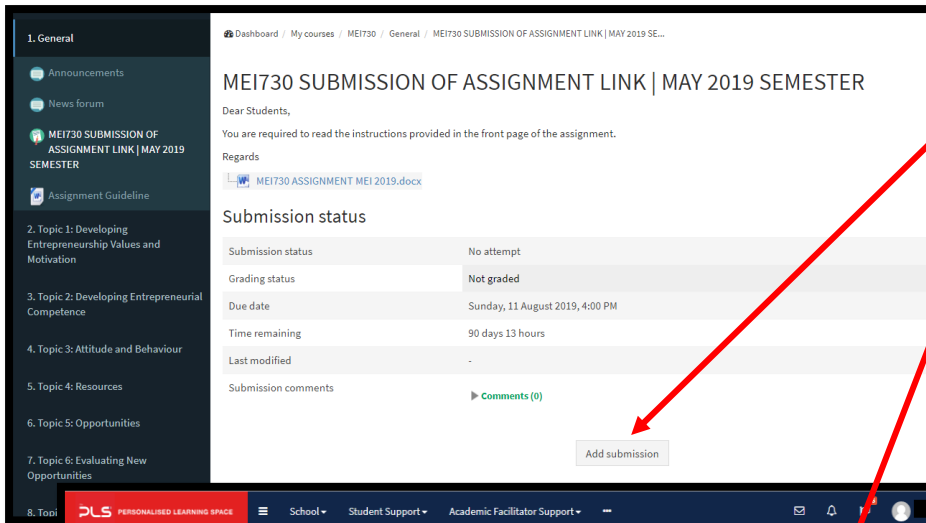 1. General
Announcements
News forum
MEI730 SUBMISSION OF
ASSIGNMENT LINK | MAY 2019
SEMESTER
Assignment Guideline
2. Topic 1: Developing
Entrepreneurship Values and
Motivation
3. Topic 2: Developing Entrepreneurial
Competence
4. Topic 3: Attitude and Behaviour
5. Topic 4: Resources
6. Topic 5: Opportunities
7. Topic 6: Evaluating New
Opportunities
8. Topi
Dashboard / My courses / MEI730 / General / MEI730 SUBMISSION OF ASSIGNMENT LINK | MAY 2019 SE...
MEI730 SUBMISSION OF ASSIGNMENT LINK | MAY 2019 SEMESTER
Dear Students,
You are required to read the instructions provided in the front page of the assignment.
Regards
MEI730 ASSIGNMENT MEI 2019.docx
Submission status
Submission status No attempt
Grading status Not graded
Due date Sunday, 11 August 2019, 4:00 PM
Time remaining 90 days 13 hours
Last modified -
Submission comments Comments (0)
Add submission
PLS PERSONALISED LEARNING SPACE School Student Support Academic Facilitator Support